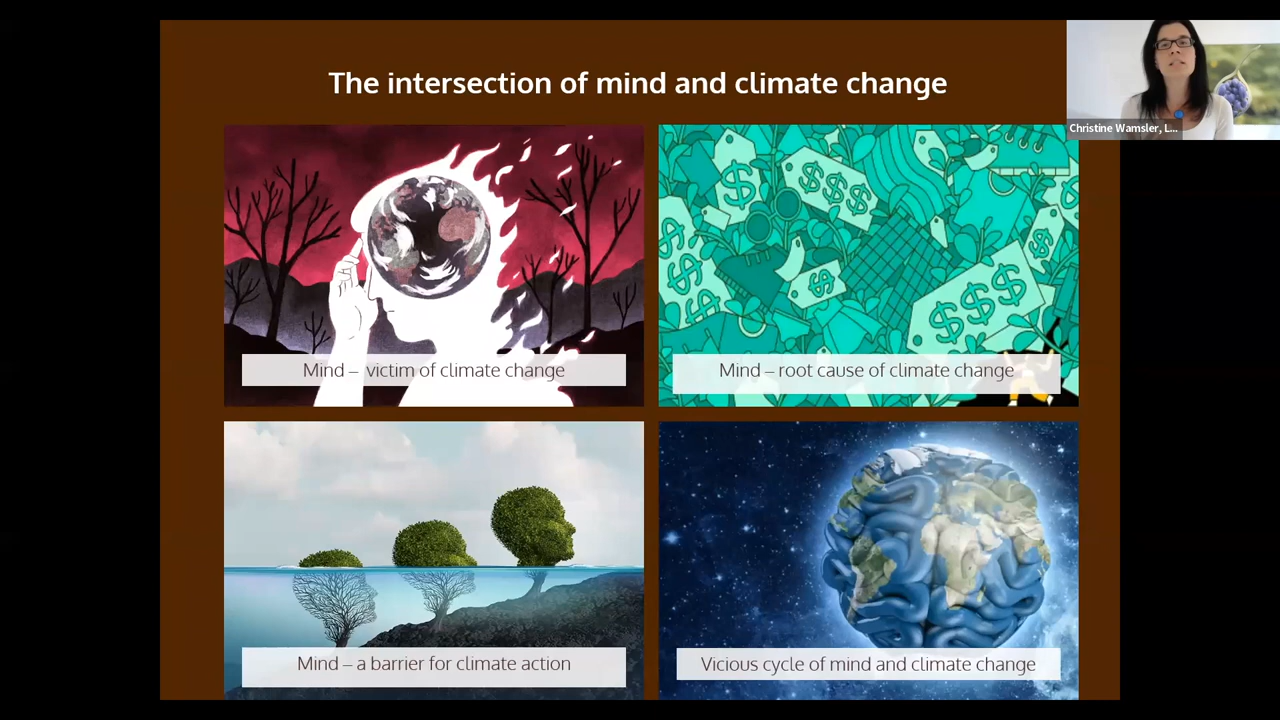 The intersection of mind and climate change
Christine Wamsler, L...
$
$$$
$
$$
$
$$
$$$
Mind – victim of climate change
Mind – root cause of climate change
Mind – a barrier for climate action
Vicious cycle of mind and climate change